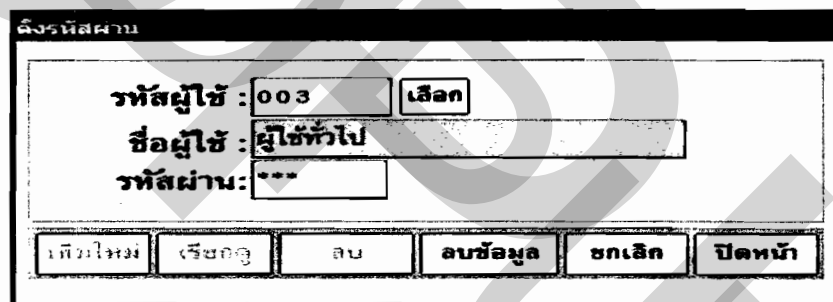 ตั้งรหัสผ่าน
รหัสผู้ใช้ : 003 เลือก
ชื่อผู้ใช้ : ผู้ใช้ทั่วไป
รหัสผ่าน: ***
เพิ่มใหม่ เรียกดู ลบ ลบข้อมูล ยกเลิก ปิดหน้า